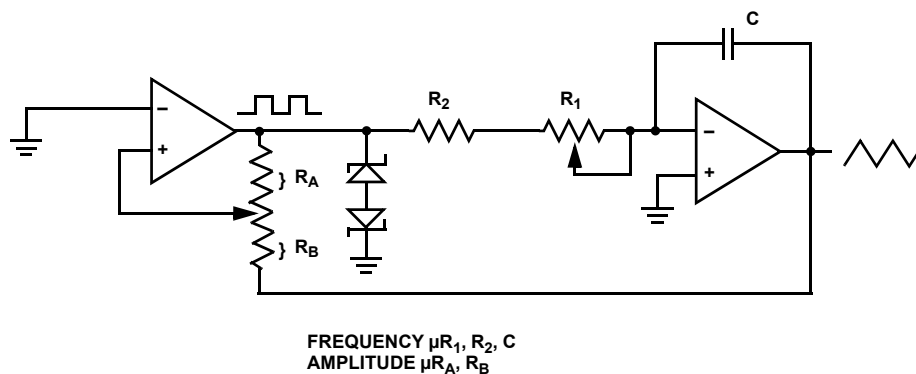 C
R2
R1
–
+
–
+
} RA
} RB
FREQUENCY µR1, R2, C
AMPLITUDE µRA, RB